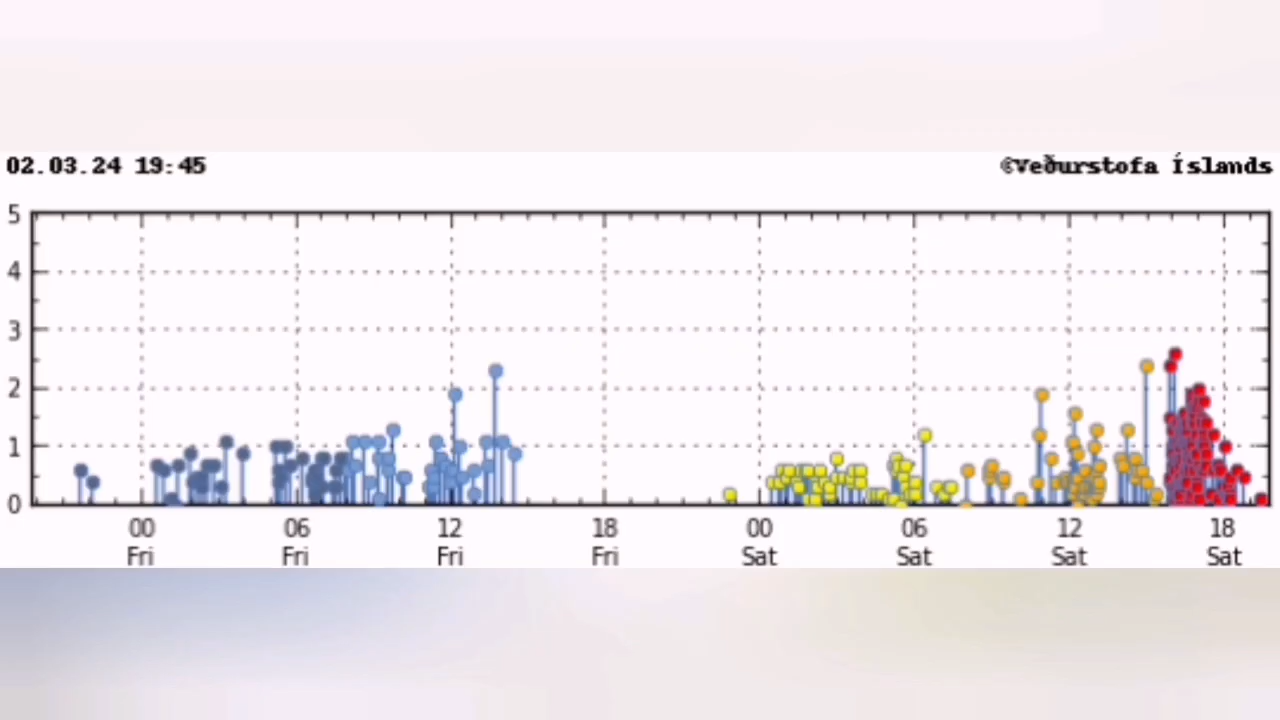 02.03.24 19:45 ©Veðurstofa Íslands
5
4
3
2
1
0
00 06 12 18 00 06 12 18
Fri Fri Fri Fri Sat Sat Sat Sat